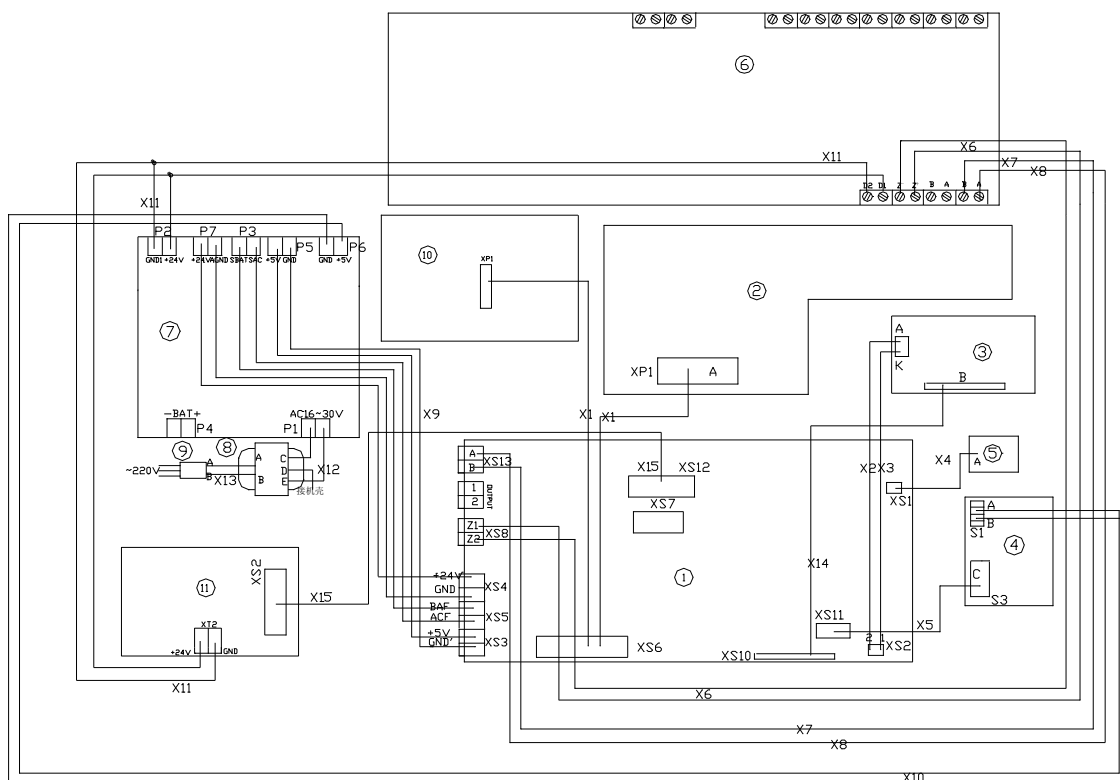 ⑥
X11
X6
X7
X8
D2 D1 Z Z B A B A
X11
P2 P7 P3 P5 P6
GND1 +24V +24V AGND SBAT SAC +5V GND GND +5V
⑩
XP1
②
⑦
A
③
K
B
XP1 A
-BAT+
P4
AC16~30V
P1
X9
X1 X1
⑧
⑨
~220V
A
B
X13
A
B
C
D
E
X12
接机壳
A
B
XS13
1
2
OUTPUT
Z1
Z2
XS8
X15 XS12
XS7
X2 X3
X4
A
⑤
XS1
A
B
S1
④
C
S3
①
X14
XS2
⑪
X15
XT2
+24V
GND
X11
+24V
GND
XS4
BAF
ACF
XS5
+5V
GND'
XS3
XS6
XS10
XS11
2 1
XS2
X5
X6
X7
X8
X10